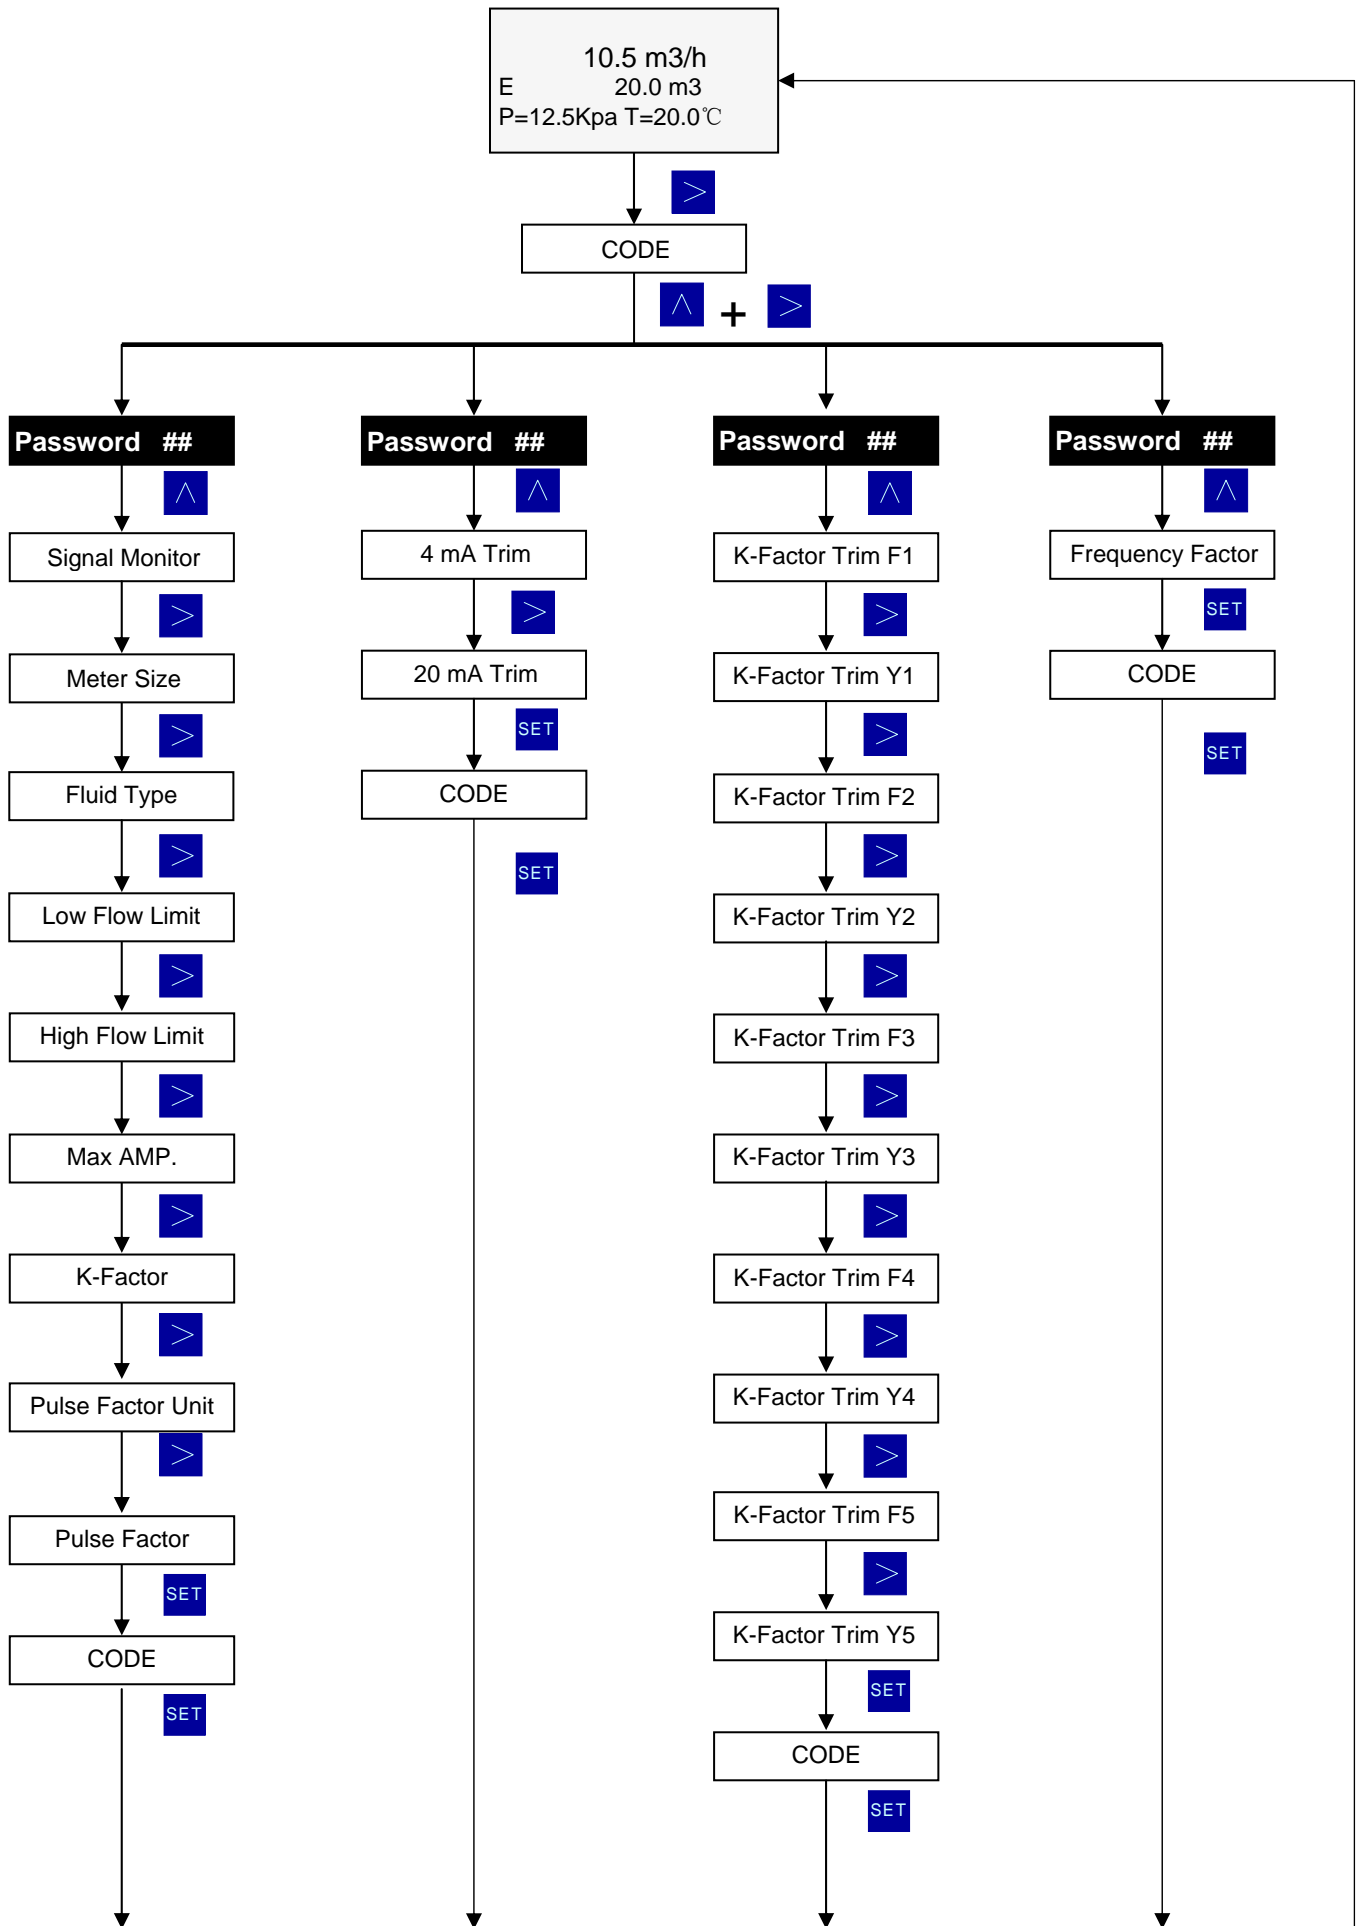 10.5 m3/h
E 20.0 m3
P=12.5Kpa T=20.0℃
>
CODE
∧ + >
Password ##
∧
Signal Monitor
>
Meter Size
>
Fluid Type
>
Low Flow Limit
>
High Flow Limit
>
Max AMP.
>
K-Factor
>
Pulse Factor Unit
>
Pulse Factor
SET
CODE
SET
Password ##
∧
4 mA Trim
>
20 mA Trim
SET
CODE
SET
Password ##
∧
K-Factor Trim F1
>
K-Factor Trim Y1
>
K-Factor Trim F2
>
K-Factor Trim Y2
>
K-Factor Trim F3
>
K-Factor Trim Y3
>
K-Factor Trim F4
>
K-Factor Trim Y4
>
K-Factor Trim F5
>
K-Factor Trim Y5
SET
CODE
SET
Password ##
∧
Frequency Factor
SET
CODE
SET